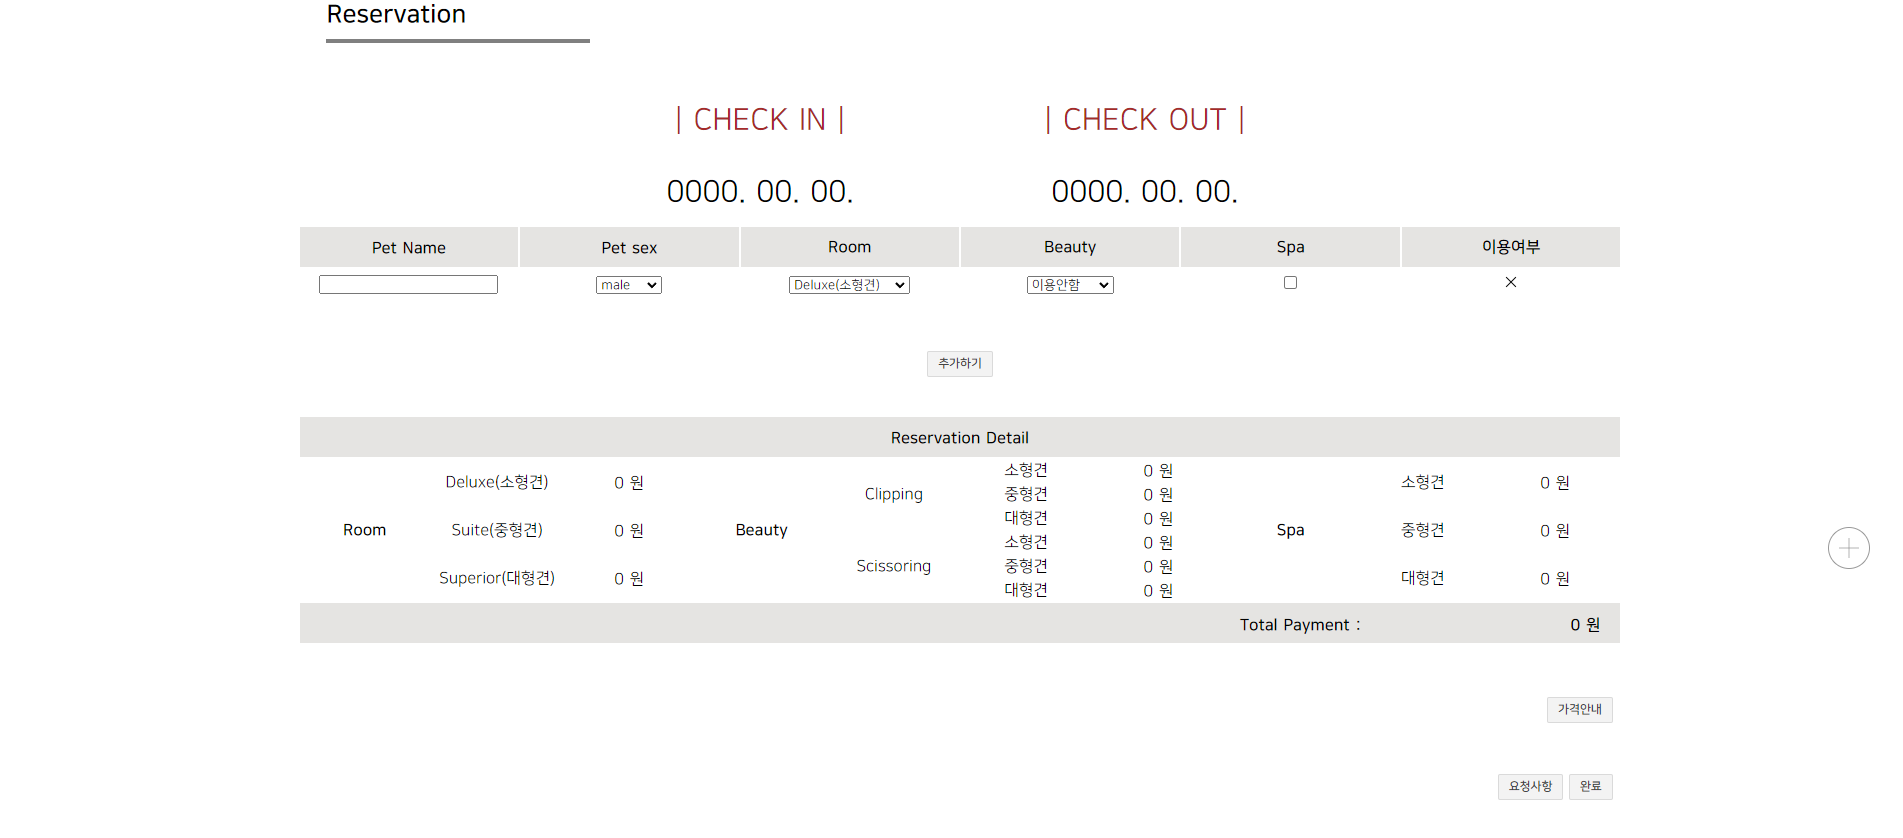 Reservation
| CHECK IN | | CHECK OUT |
0000. 00. 00. 0000. 00. 00.
Pet Name Pet sex Room Beauty Spa 이용여부
male Deluxe(소형견) 이용안함
추가하기
Reservation Detail
Room
Deluxe(소형견) 0 원
Suite(중형견) 0 원
Superior(대형견) 0 원
Beauty
Clipping
소형견 0 원
중형견 0 원
대형견 0 원
Scissoring
소형견 0 원
중형견 0 원
대형견 0 원
Spa
소형견 0 원
중형견 0 원
대형견 0 원
Total Payment : 0 원
가격안내
요청사항 완료